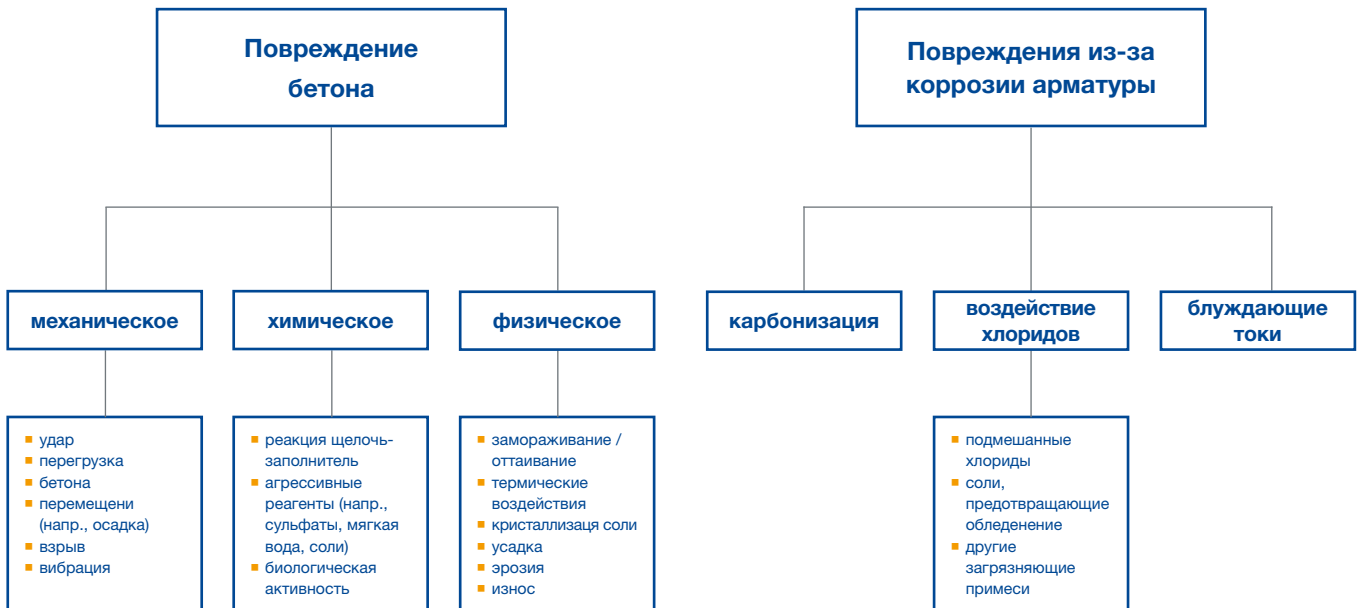 Повреждение
бетона
Повреждения из-за
коррозии арматуры
механическое
химическое
физическое
карбонизация
воздействие
хлоридов
блуждающие
токи
удар
перегрузка
бетона
перемещени
(напр., осадка)
взрыв
вибрация
реакция щелочь-
заполнитель
агрессивные
реагенты (напр.,
сульфаты, мягкая
вода, соли)
биологическая
активность
замораживание /
оттаивание
термические
воздействия
кристаллизаця соли
усадка
эрозия
износ
подмешанные
хлориды
соли,
предотвращающие
обледенение
другие
загрязняющие
примеси